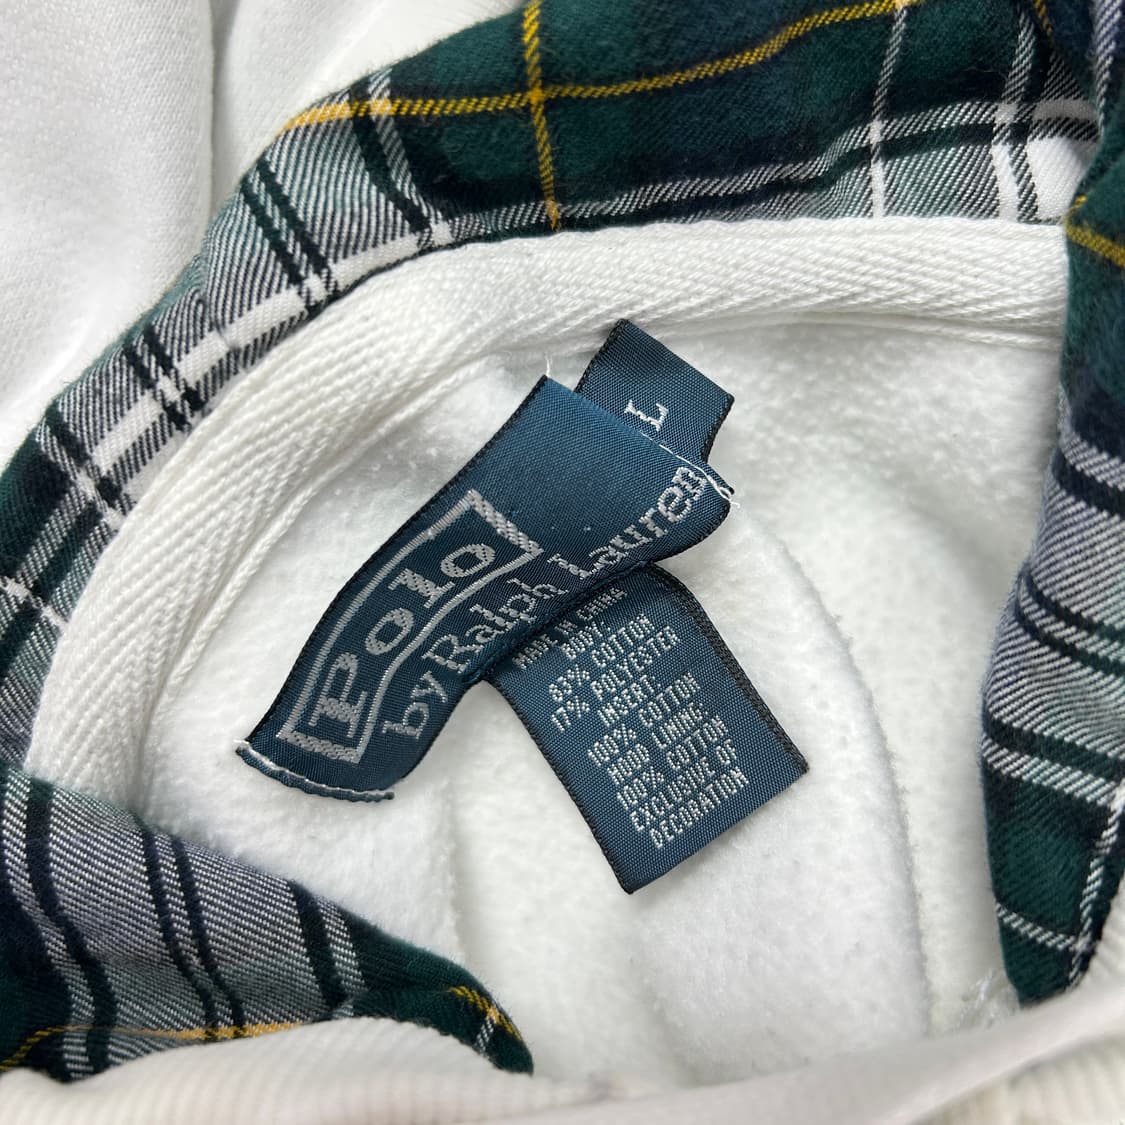 L
Polo
by Ralph Lauren
MADE IN CHINA
BODY
83% COTTON
17% POLYESTER
INSERT
100% COTTON
HOOD LINING
100% COTTON
EXCLUSIVE OF
DECORATION